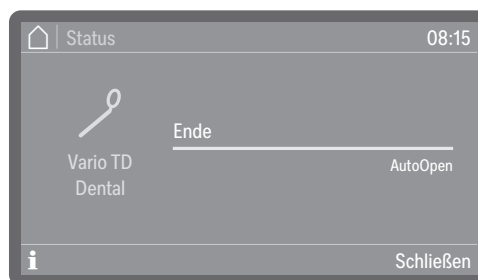 Status
08:15
Ende
Vario TD
Dental
AutoOpen
i
Schließen